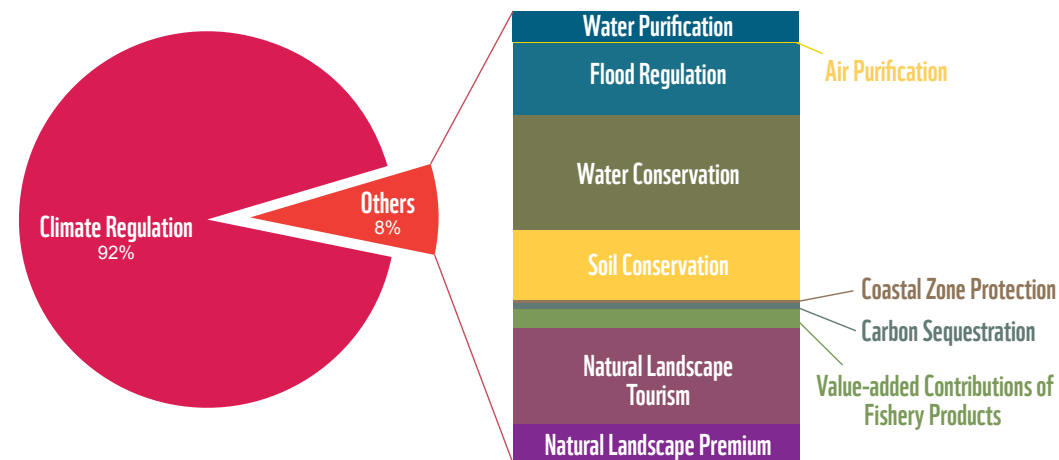 Climate Regulation
92%
Others
8%
Water Purification
Air Purification
Flood Regulation
Water Conservation
Soil Conservation
Coastal Zone Protection
Carbon Sequestration
Value-added Contributions of
Fishery Products
Natural Landscape
Tourism
Natural Landscape Premium